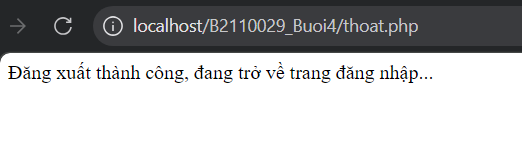 localhost/B2110029_Buoi4/thoat.php
Đăng xuất thành công, đang trở về trang đăng nhập...